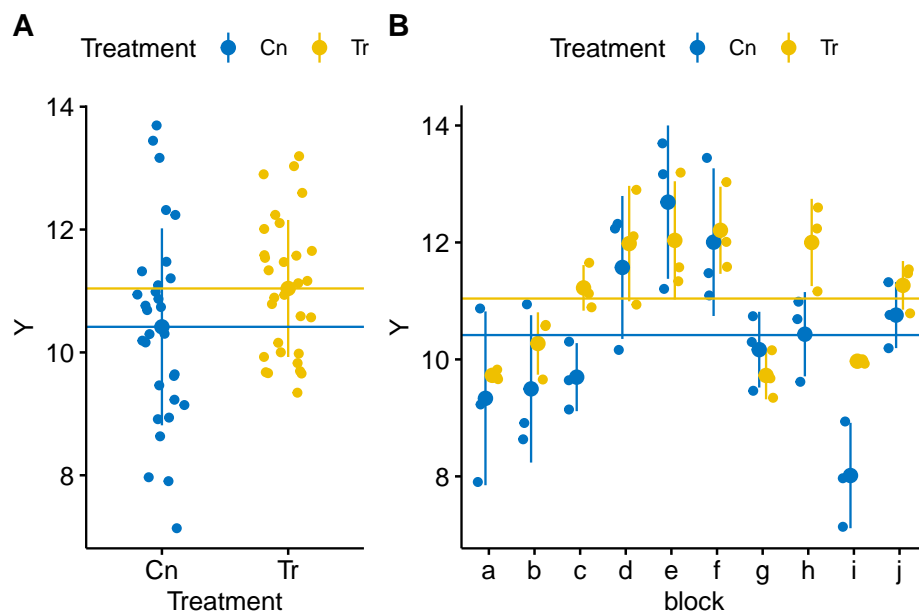 A
Treatment Cn Tr
Y
14
12
10
8
Cn Tr
Treatment
B
Treatment Cn Tr
Y
14
12
10
8
a b c d e f g h i j
block